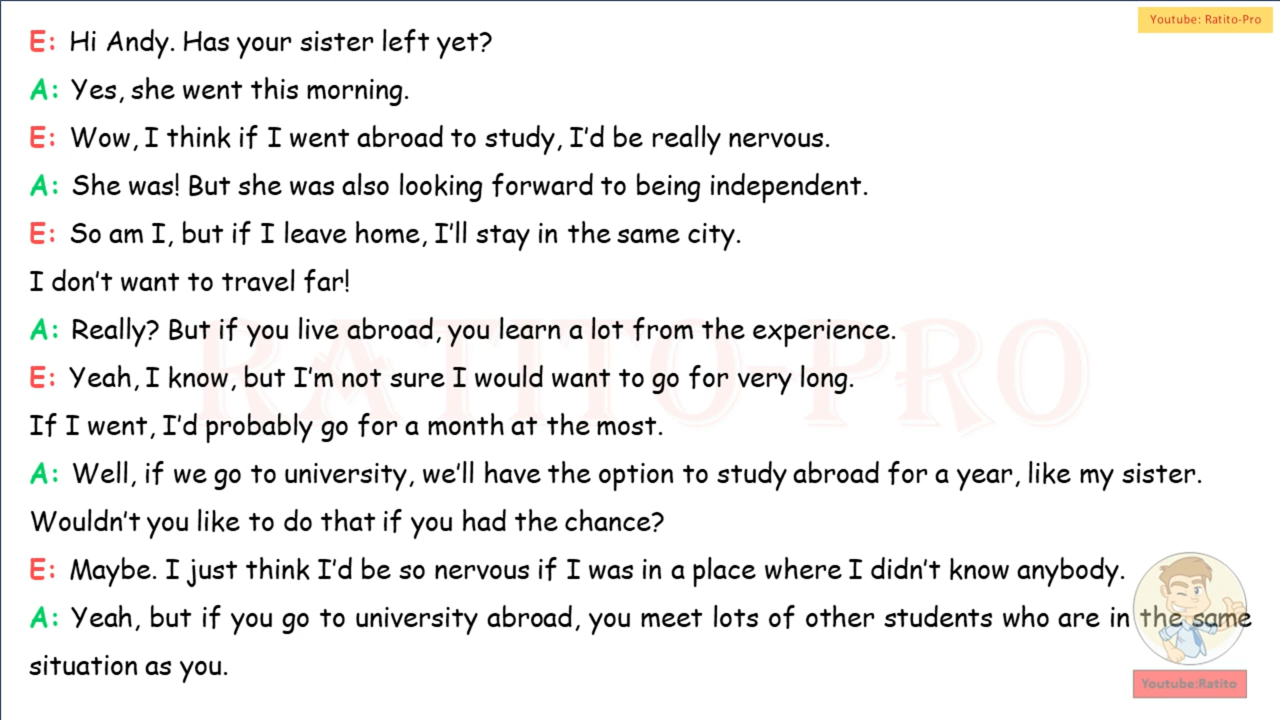 Youtube: Ratito-Pro
E: Hi Andy. Has your sister left yet?
A: Yes, she went this morning.
E: Wow, I think if I went abroad to study, I'd be really nervous.
A: She was! But she was also looking forward to being independent.
E: So am I, but if I leave home, I'll stay in the same city.
I don't want to travel far!
A: Really? But if you live abroad, you learn a lot from the experience.
RATITO-PRO
E: Yeah, I know, but I'm not sure I would want to go for very long.
If I went, I'd probably go for a month at the most.
A: Well, if we go to university, we'll have the option to study abroad for a year, like my sister.
Wouldn't you like to do that if you had the chance?
E: Maybe. I just think I'd be so nervous if I was in a place where I didn't know anybody.
A: Yeah, but if you go to university abroad, you meet lots of other students who are in the same
situation as you.
Youtube:Ratito